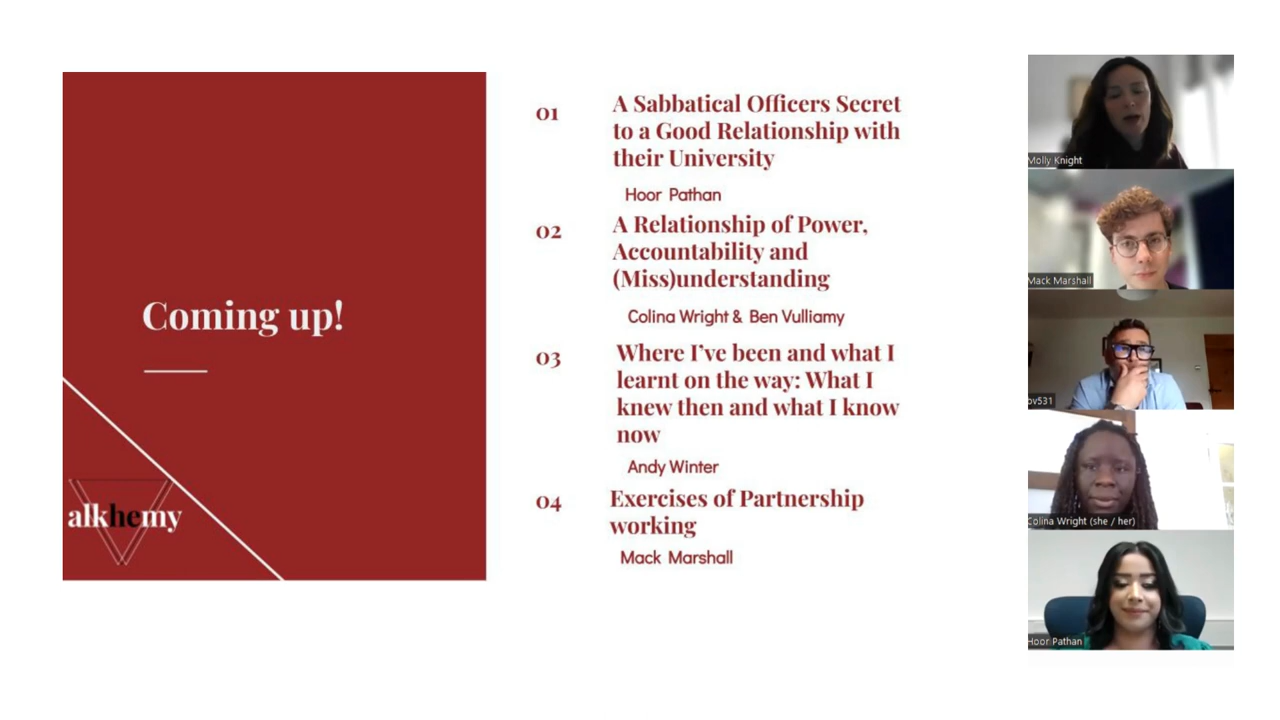 Coming up!
alkhemy
01
A Sabbatical Officers Secret
to a Good Relationship with
their University
Hoor Pathan
02
A Relationship of Power,
Accountability and
(Miss)understanding
Colina Wright & Ben Vulliamy
03
Where I've been and what I
learnt on the way: What I
knew then and what I know
now
Andy Winter
04
Exercises of Partnership
working
Mack Marshall
Molly Knight
Mack Marshall
bv531
Colina Wright (she / her)
Hoor Pathan